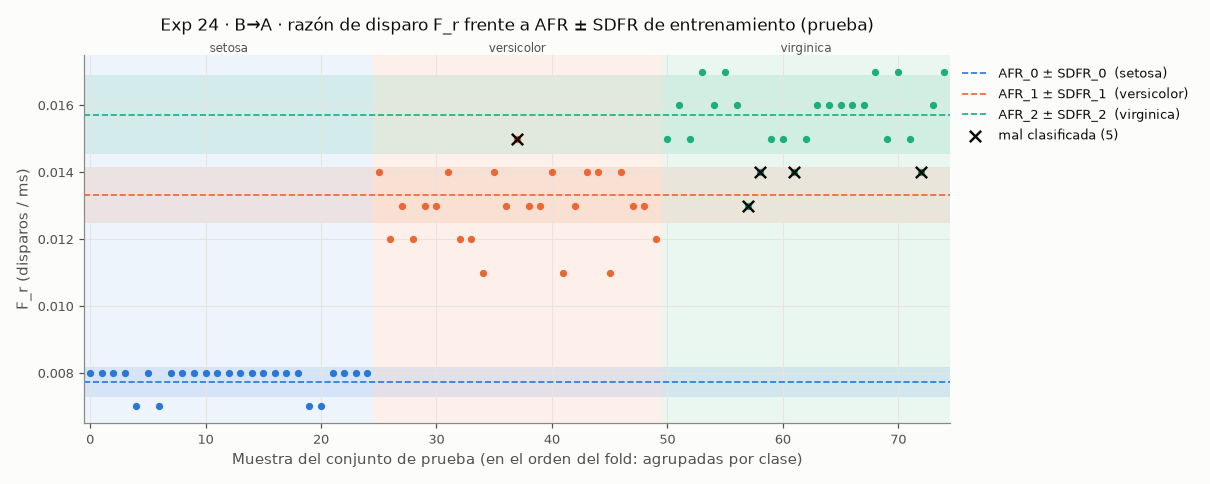 Exp 24 · B→A · razón de disparo F_r frente a AFR ± SDFR de entrenamiento (prueba)
setosa
versicolor
virginica
AFR_0 ± SDFR_0 (setosa)
AFR_1 ± SDFR_1 (versicolor)
AFR_2 ± SDFR_2 (virginica)
mal clasificada (5)
F_r (disparos / ms)
0.016
0.014
0.012
0.010
0.008
0 10 20 30 40 50 60 70
Muestra del conjunto de prueba (en el orden del fold: agrupadas por clase)